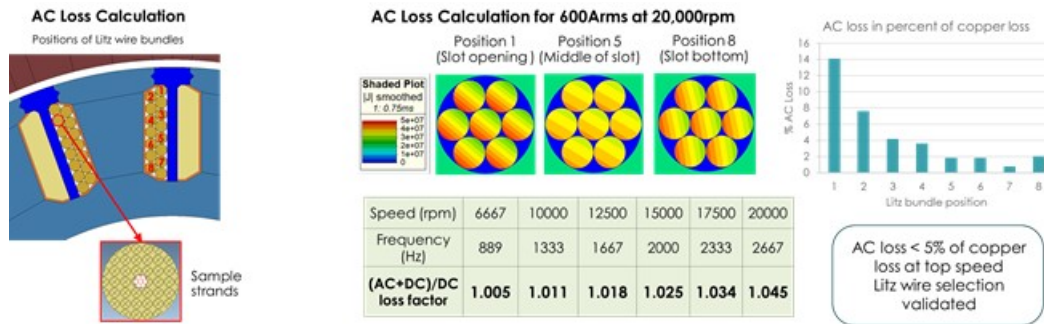 AC Loss Calculation
Positions of Litz wire bundles
Sample
strands
AC Loss Calculation for 600Arms at 20,000rpm
Position 1
(Slot opening)
Position 5
(Middle of slot)
Position 8
(Slot bottom)
Shaded Plot
|J| smoothed
1: 0.75ms
5e+07
4e+07
3e+07
2e+07
1e+07
0
Speed (rpm) 6667 10000 12500 15000 17500 20000
Frequency
(Hz) 889 1333 1667 2000 2333 2667
(AC+DC)/DC
loss factor 1.005 1.011 1.018 1.025 1.034 1.045
AC loss in percent of copper loss
% AC Loss
16
14
12
10
8
6
4
2
0
1 2 3 4 5 6 7 8
Litz bundle position
AC loss < 5% of copper
loss at top speed
Litz wire selection
validated